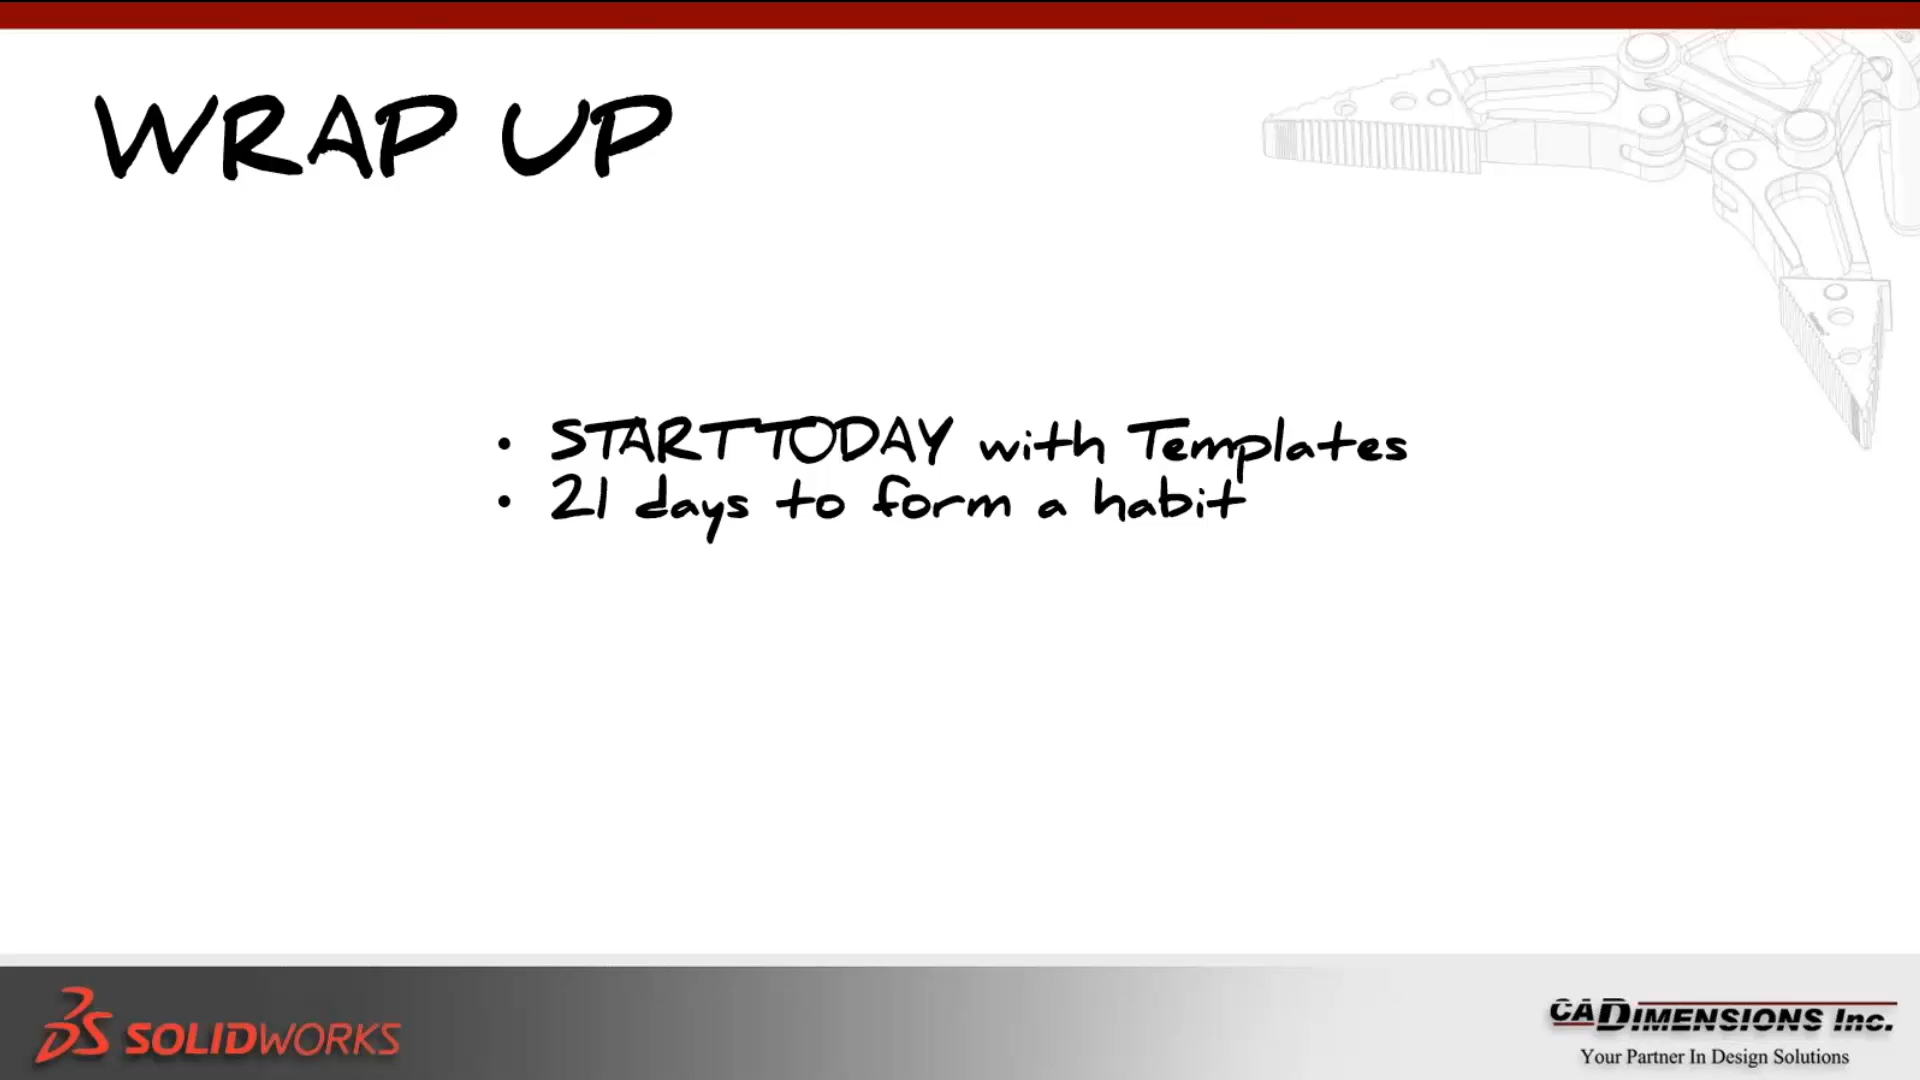 WRAP UP
• START TODAY with Templates
• 21 days to form a habit
SOLIDWORKS
CADIMENSIONS Inc.
Your Partner In Design Solutions